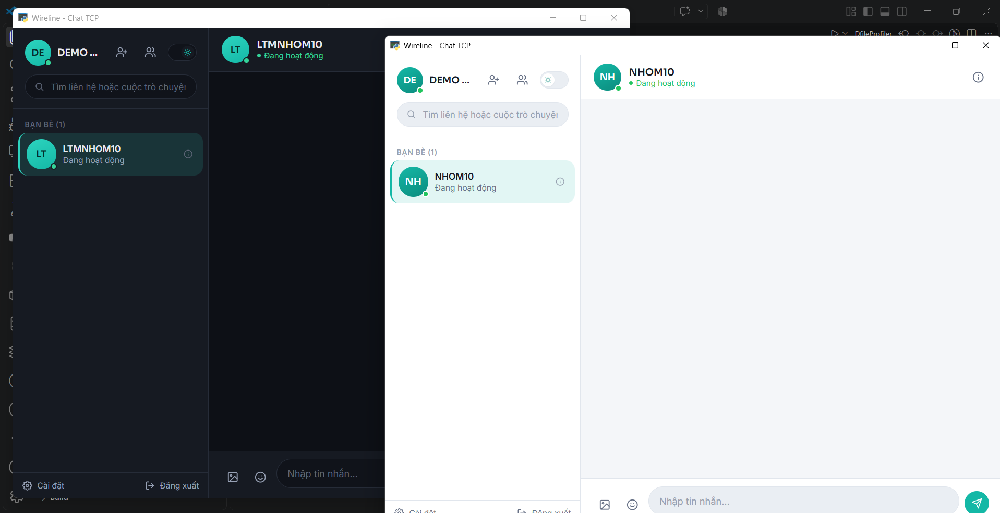 Wireline - Chat TCP
DE
DEMO ...
Tìm liên hệ hoặc cuộc trò chuyện
BẠN BÈ (1)
LT
LTMNHOM10
Đang hoạt động
Cài đặt
Đăng xuất
LT
LTMNHOM10
Đang hoạt động
Nhập tin nhắn...
DfileProfiler
Wireline - Chat TCP
DE
DEMO ...
Tìm liên hệ hoặc cuộc trò chuyện
BẠN BÈ (1)
NH
NHOM10
Đang hoạt động
Cài đặt
Đăng xuất
NH
NHOM10
Đang hoạt động
Nhập tin nhắn...
Build